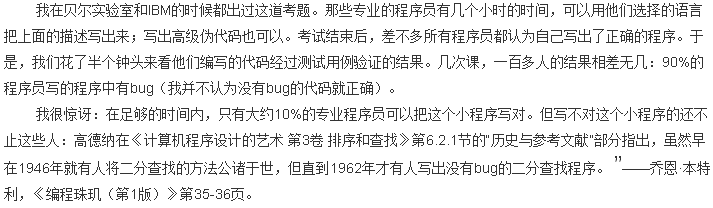 我在贝尔实验室和IBM的时候都出过这道考题。那些专业的程序员有几个小时的时间，可以用他们选择的语言
把上面的描述写出来；写出高级伪代码也可以。考试结束后，差不多所有程序员都认为自己写出了正确的程序。于
是，我们花了半个钟头来看他们编写的代码经过测试用例验证的结果。几次课，一百多人的结果相差无几：90%的
程序员写的程序中有bug（我并不认为没有bug的代码就正确）。
我很惊讶：在足够的时间内，只有大约10%的专业程序员可以把这个小程序写对。但写不对这个小程序的还不
止这些人：高德纳在《计算机程序设计的艺术 第3卷 排序和查找》第6.2.1节的“历史与参考文献”部分指出，虽然早
在1946年就有人将二分查找的方法公诸于世，但直到1962年才有人写出没有bug的二分查找程序。 ”——乔恩·本特
利，《编程珠玑（第1版）》第35-36页。